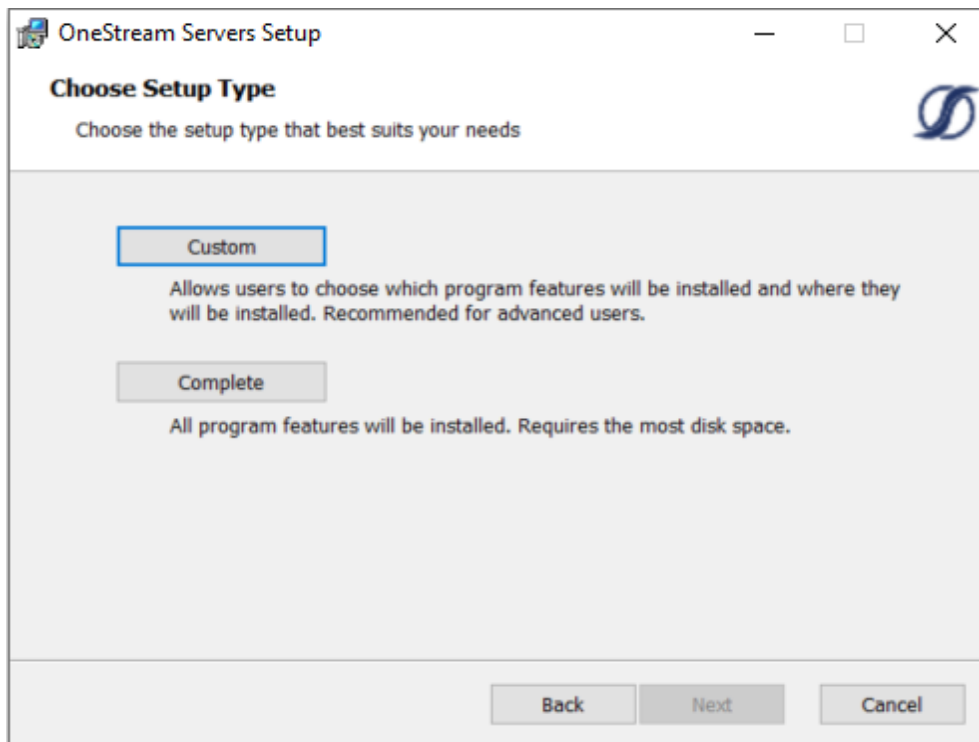 OneStream Servers Setup
Choose Setup Type
Choose the setup type that best suits your needs
Custom
Allows users to choose which program features will be installed and where they
will be installed. Recommended for advanced users.
Complete
All program features will be installed. Requires the most disk space.
Back
Next
Cancel